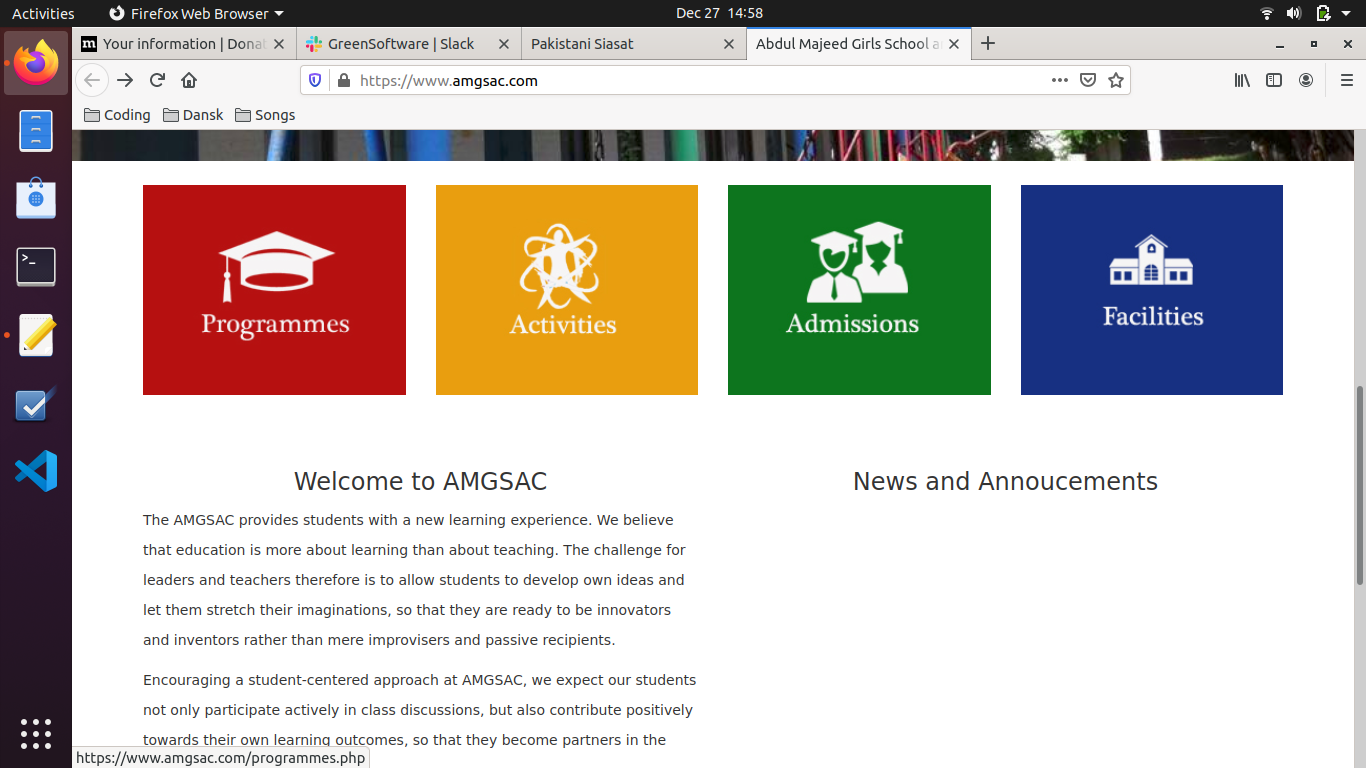 Activities
Firefox Web Browser
Dec 27 14:58
Your information | Dona
GreenSoftware | Slack
Pakistani Siasat
Abdul Majeed Girls School a
https://www.amgsac.com
Coding
Dansk
Songs
Programmes
Activities
Admissions
Facilities
Welcome to AMGSAC
The AMGSAC provides students with a new learning experience. We believe
that education is more about learning than about teaching. The challenge for
leaders and teachers therefore is to allow students to develop own ideas and
let them stretch their imaginations, so that they are ready to be innovators
and inventors rather than mere improvisers and passive recipients.
Encouraging a student-centered approach at AMGSAC, we expect our students
not only participate actively in class discussions, but also contribute positively
towards their own learning outcomes, so that they become partners in the
News and Annoucements
https://www.amgsac.com/programmes.php